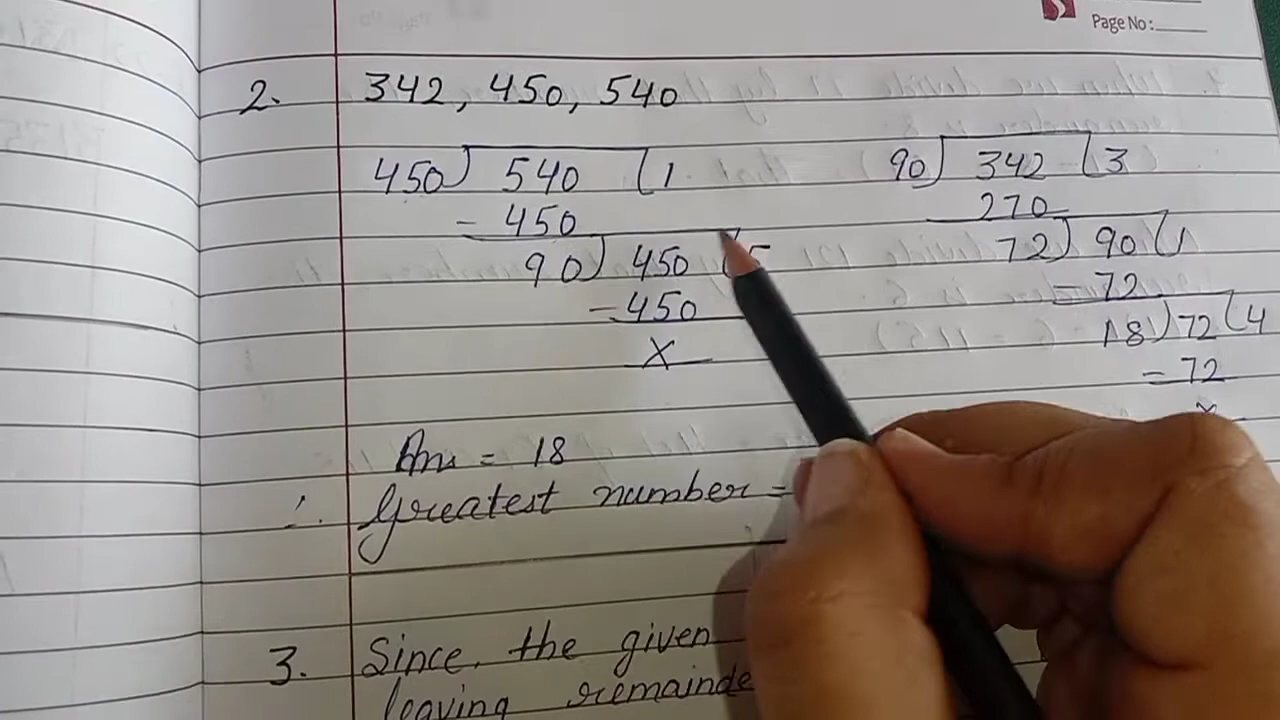 Page No:
2. 342, 450, 540
450) 540 (1
- 450
90) 450 (5
- 450
x
90) 342 (3
270
72) 90 (1
- 72
18) 72 (4
= 72
x
Ans = 18
∴ Greatest number =
3. Since, the given
leaving remainde